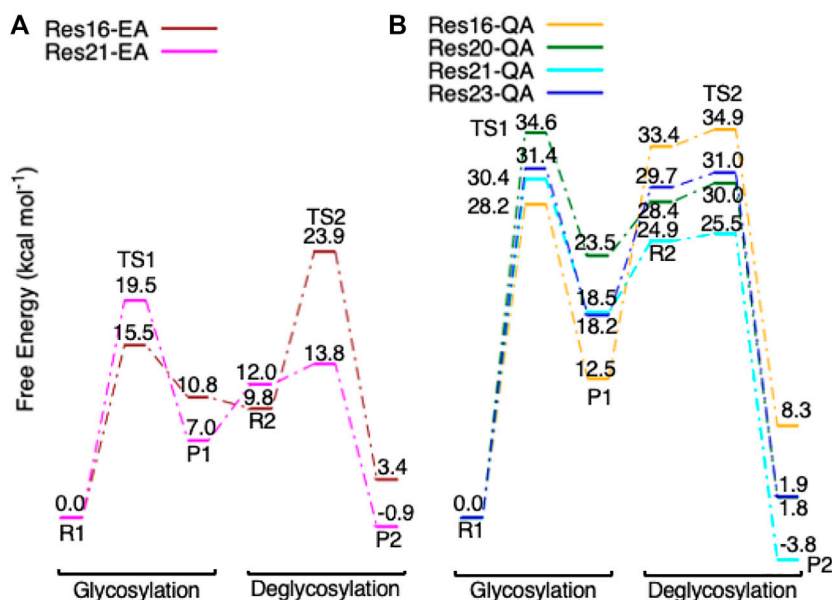 A
Res16-EA
Res21-EA
Free Energy (kcal mol⁻¹)
TS2
23.9
TS1
19.5
15.5
10.8
12.0
13.8
9.8
R2
7.0
P1
3.4
0.0
R1
-0.9
P2
Glycosylation
Deglycosylation
B
Res16-QA
Res20-QA
Res21-QA
Res23-QA
TS2
TS1
34.6
33.4
34.9
31.4
31.0
30.4
29.7
28.2
28.4
30.0
24.9
25.5
R2
23.5
18.5
18.2
12.5
P1
8.3
0.0
R1
1.9
1.8
-3.8
P2
Glycosylation
Deglycosylation